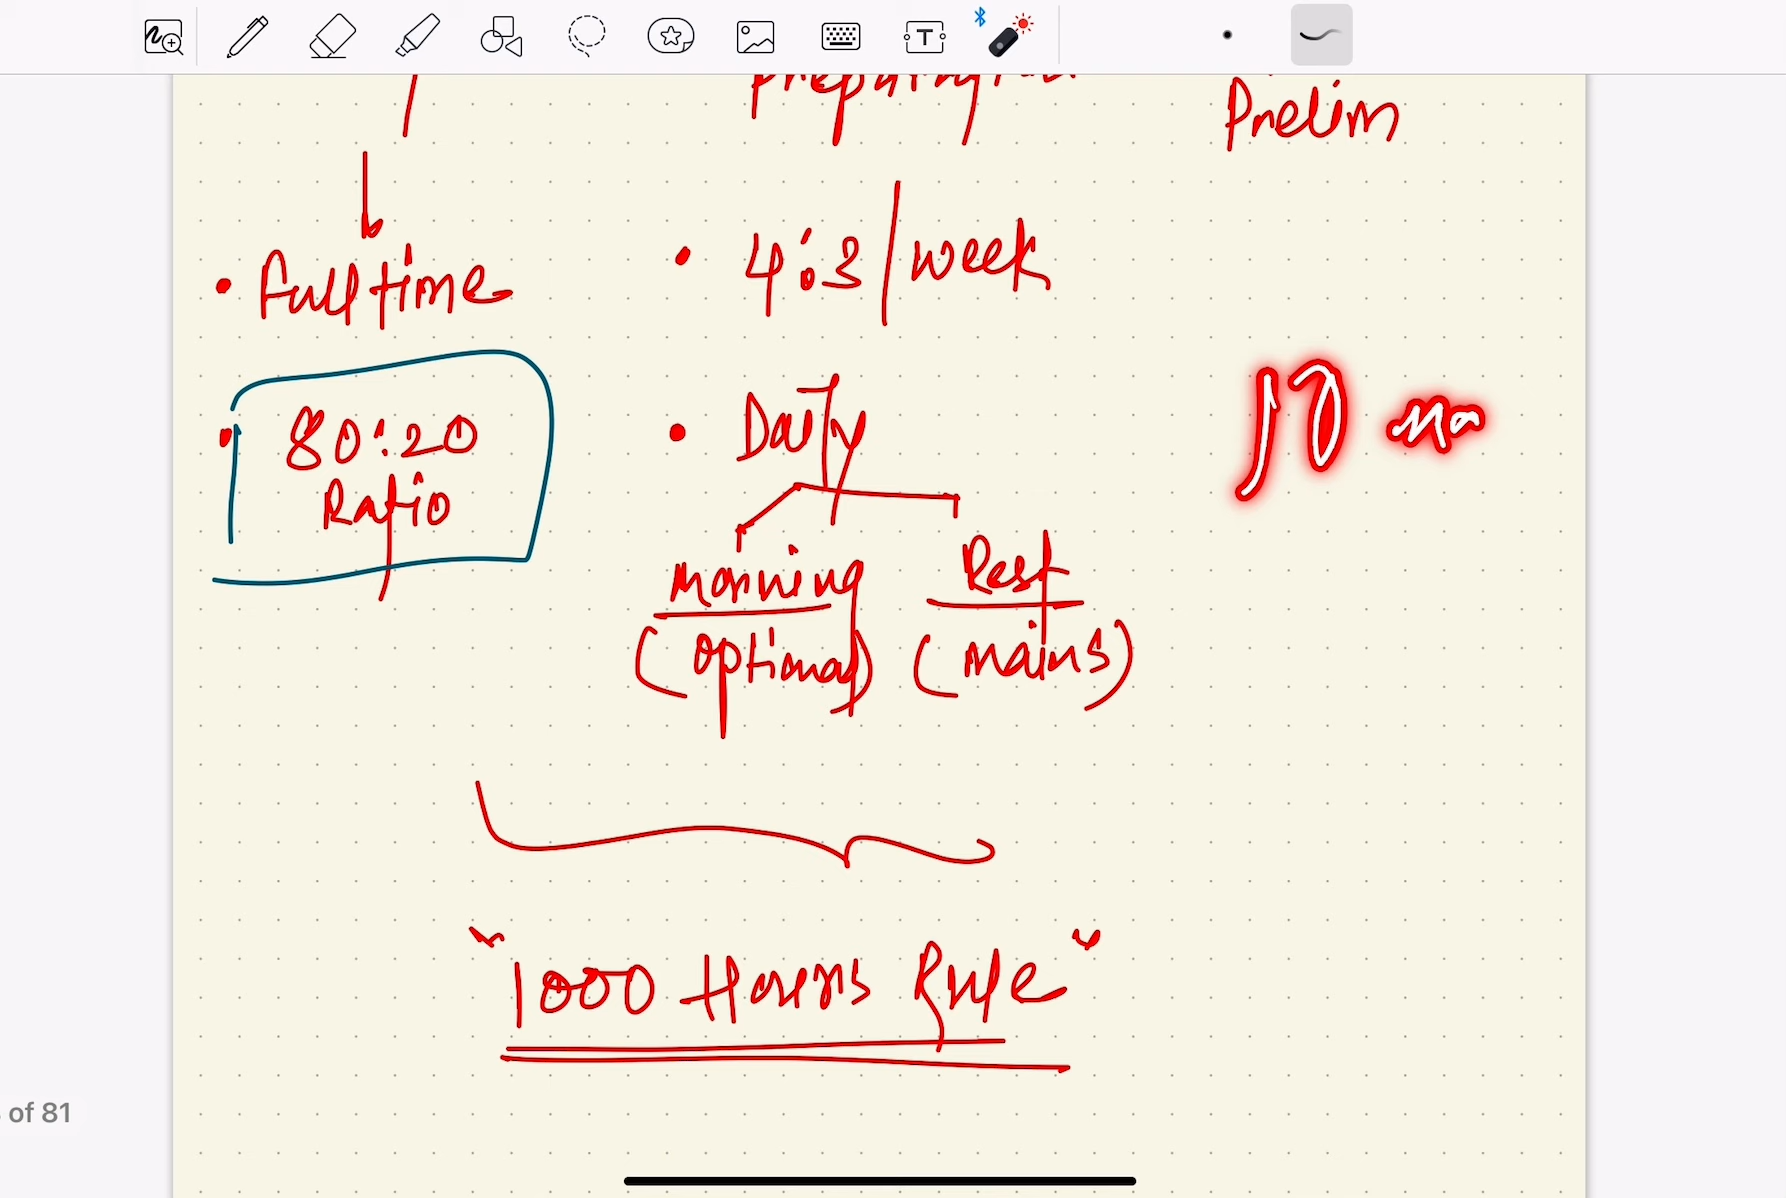 Prelim
• Full time
• 80:20
Ratio
• 4:3/week
• Daily
Morning
(optional)
Rest
(mains)
"1000 Hours Rule"
of 81
T